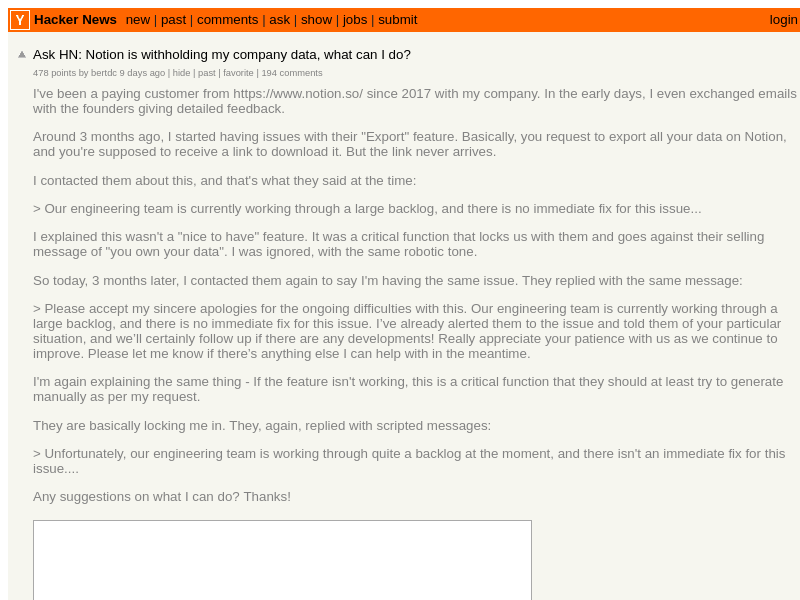 Y Hacker News new | past | comments | ask | show | jobs | submit login
Ask HN: Notion is withholding my company data, what can I do?
478 points by bertdc 9 days ago | hide | past | favorite | 194 comments
I've been a paying customer from https://www.notion.so/ since 2017 with my company. In the early days, I even exchanged emails
with the founders giving detailed feedback.
Around 3 months ago, I started having issues with their "Export" feature. Basically, you request to export all your data on Notion,
and you're supposed to receive a link to download it. But the link never arrives.
I contacted them about this, and that's what they said at the time:
> Our engineering team is currently working through a large backlog, and there is no immediate fix for this issue...
I explained this wasn't a "nice to have" feature. It was a critical function that locks us with them and goes against their selling
message of "you own your data". I was ignored, with the same robotic tone.
So today, 3 months later, I contacted them again to say I'm having the same issue. They replied with the same message:
> Please accept my sincere apologies for the ongoing difficulties with this. Our engineering team is currently working through a
large backlog, and there is no immediate fix for this issue. I’ve already alerted them to the issue and told them of your particular
situation, and we’ll certainly follow up if there are any developments! Really appreciate your patience with us as we continue to
improve. Please let me know if there’s anything else I can help with in the meantime.
I'm again explaining the same thing - If the feature isn't working, this is a critical function that they should at least try to generate
manually as per my request.
They are basically locking me in. They, again, replied with scripted messages:
> Unfortunately, our engineering team is working through quite a backlog at the moment, and there isn't an immediate fix for this
issue....
Any suggestions on what I can do? Thanks!